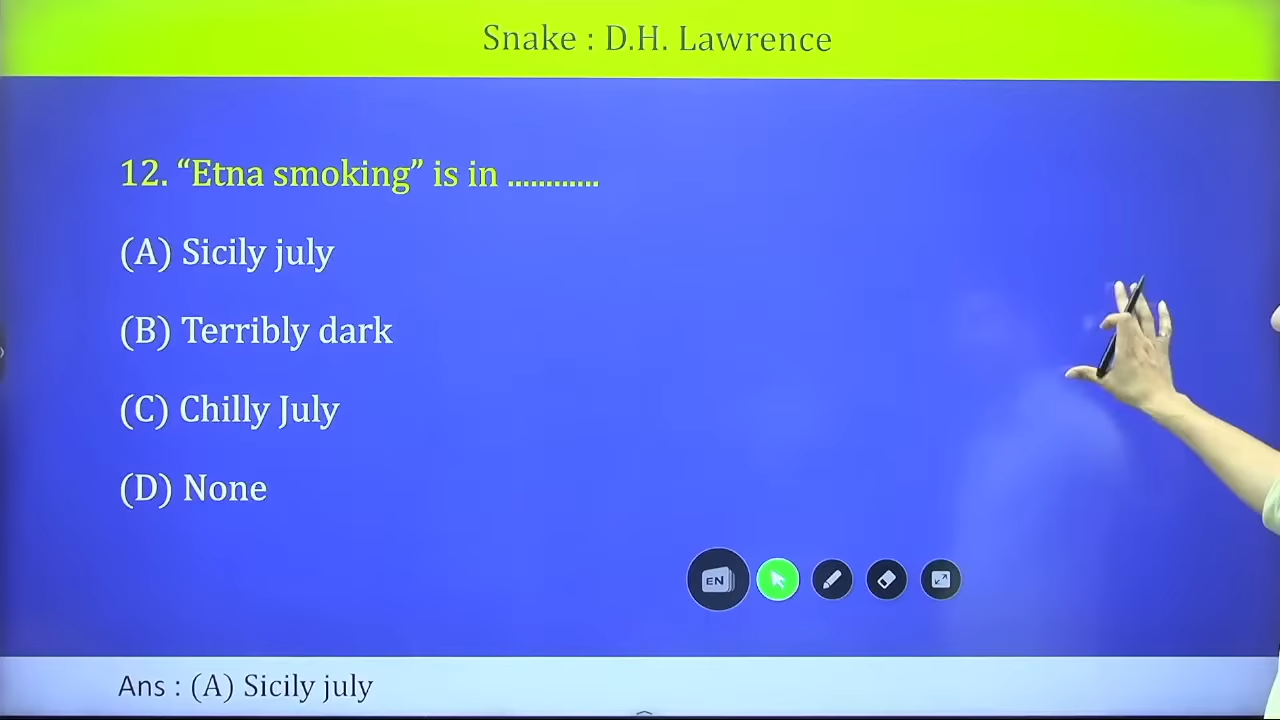 Snake : D.H. Lawrence
12. “Etna smoking” is in ............
(A) Sicily july
(B) Terribly dark
(C) Chilly July
(D) None
EN
Ans : (A) Sicily july